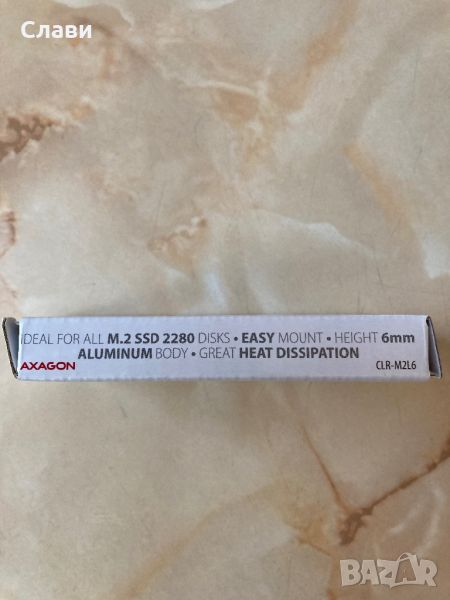 Слави
IDEAL FOR ALL M.2 SSD 2280 DISKS • EASY MOUNT • HEIGHT 6mm
ALUMINUM BODY • GREAT HEAT DISSIPATION
AXAGON CLR-M2L6
BAZAR